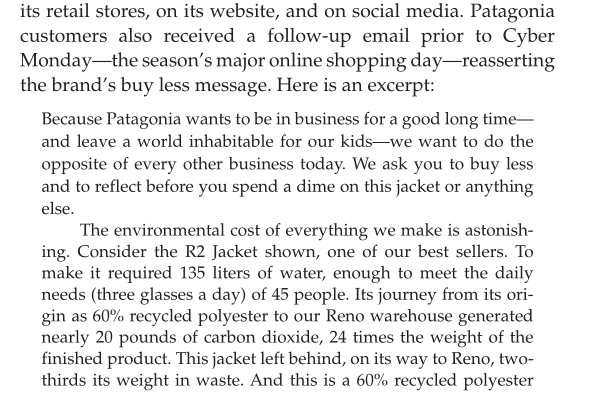 its retail stores, on its website, and on social media. Patagonia
customers also received a follow-up email prior to Cyber
Monday—the season's major online shopping day—reasserting
the brand's buy less message. Here is an excerpt:
Because Patagonia wants to be in business for a good long time—
and leave a world inhabitable for our kids—we want to do the
opposite of every other business today. We ask you to buy less
and to reflect before you spend a dime on this jacket or anything
else.
The environmental cost of everything we make is astonish-
ing. Consider the R2 Jacket shown, one of our best sellers. To
make it required 135 liters of water, enough to meet the daily
needs (three glasses a day) of 45 people. Its journey from its ori-
gin as 60% recycled polyester to our Reno warehouse generated
nearly 20 pounds of carbon dioxide, 24 times the weight of the
finished product. This jacket left behind, on its way to Reno, two-
thirds its weight in waste. And this is a 60% recycled polyester